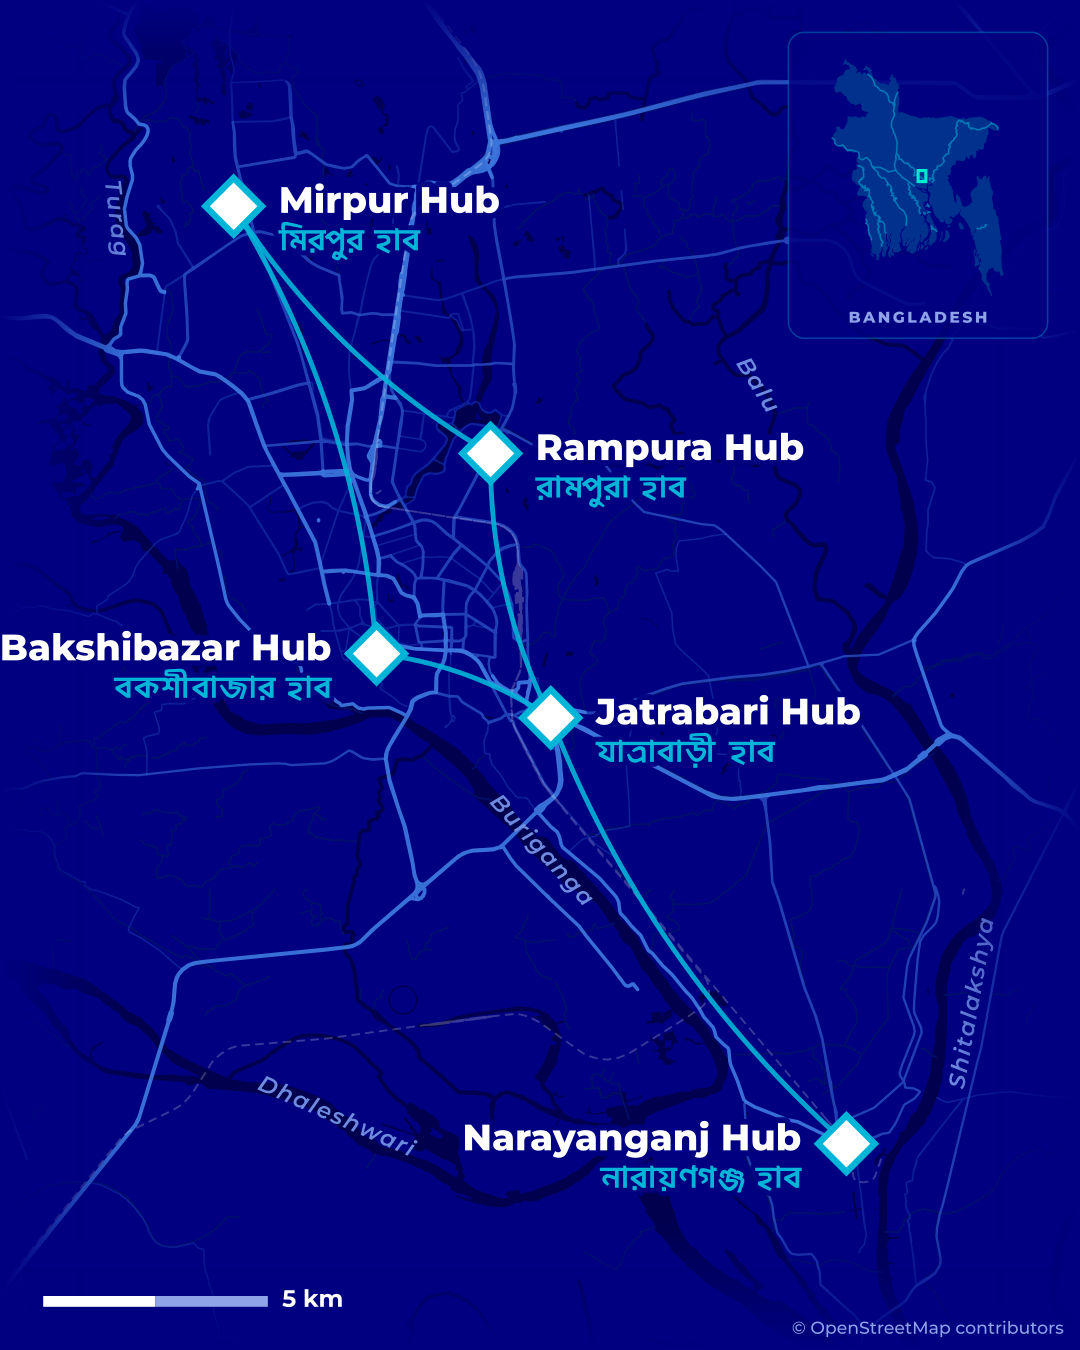 Turag
Mirpur Hub
মিরপুর হাব
BANGLADESH
Balu
Rampura Hub
রামপুরা হাব
Bakshibazar Hub
বকশীবাজার হাব
Jatrabari Hub
যাত্রাবাড়ী হাব
Buriganga
Shitalakshya
Dhaleshwari
Narayanganj Hub
নারায়ণগঞ্জ হাব
5 km
© OpenStreetMap contributors